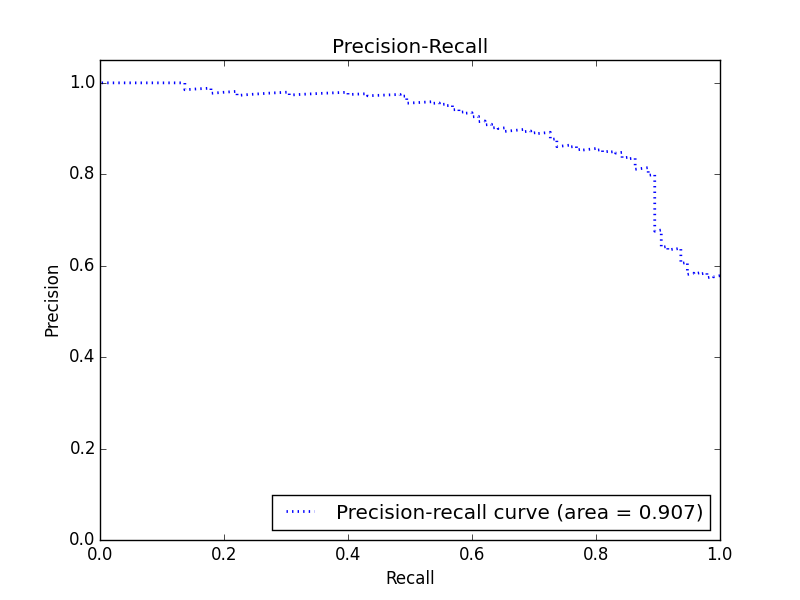 Precision-Recall
1.0
0.8
0.6
0.4
0.2
0.0
Precision
Precision-recall curve (area = 0.907)
0.0 0.2 0.4 0.6 0.8 1.0
Recall